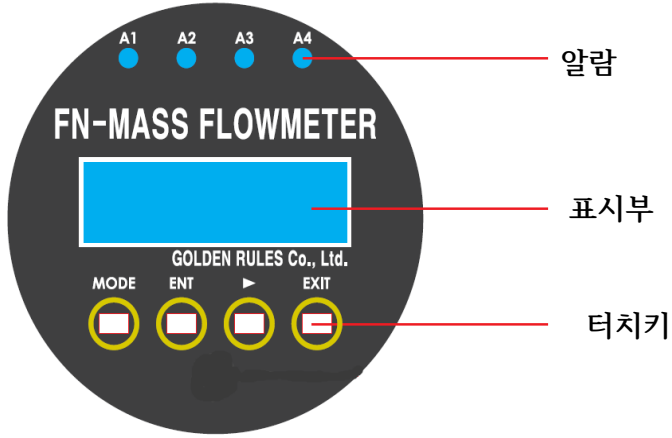 A1 A2 A3 A4
알람
FN-MASS FLOWMETER
표시부
GOLDEN RULES Co., Ltd.
MODE ENT ► EXIT
터치키